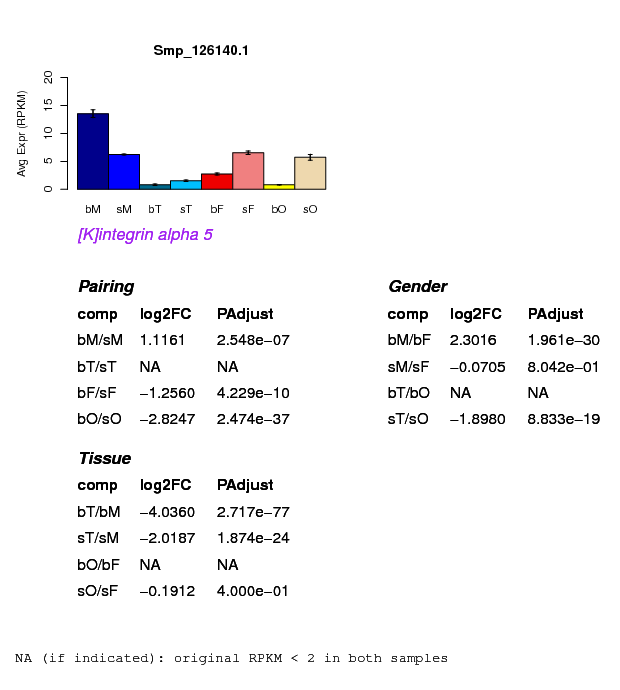 Smp_126140.1
Avg Expr (RPKM)
20
15
10
5
0
bM sM bT sT bF sF bO sO
[K]integrin alpha 5
Pairing
comp log2FC PAdjust
bM/sM 1.1161 2.548e−07
bT/sT NA NA
bF/sF −1.2560 4.229e−10
bO/sO −2.8247 2.474e−37
Gender
comp log2FC PAdjust
bM/bF 2.3016 1.961e−30
sM/sF −0.0705 8.042e−01
bT/bO NA NA
sT/sO −1.8980 8.833e−19
Tissue
comp log2FC PAdjust
bT/bM −4.0360 2.717e−77
sT/sM −2.0187 1.874e−24
bO/bF NA NA
sO/sF −0.1912 4.000e−01
NA (if indicated): original RPKM < 2 in both samples